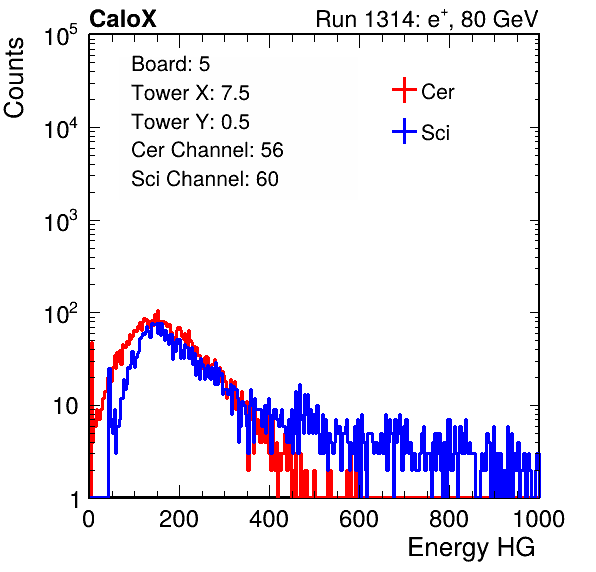 CaloX Run 1314: e⁺, 80 GeV
Counts
10⁵
10⁴
10³
10²
10
1
Board: 5
Tower X: 7.5
Tower Y: 0.5
Cer Channel: 56
Sci Channel: 60
Cer
Sci
0 200 400 600 800 1000
Energy HG